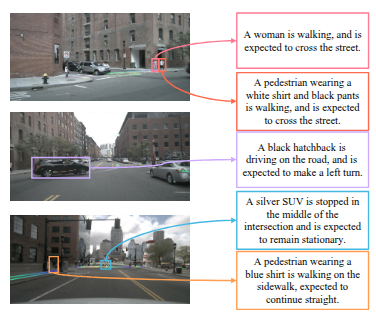 A woman is walking, and is
expected to cross the street.
A pedestrian wearing a
white shirt and black pants
is walking, and is expected
to cross the street.
A black hatchback is
driving on the road, and is
expected to make a left turn.
A silver SUV is stopped in
the middle of the
intersection and is expected
to remain stationary.
A pedestrian wearing a
blue shirt is walking on the
sidewalk, expected to
continue straight.